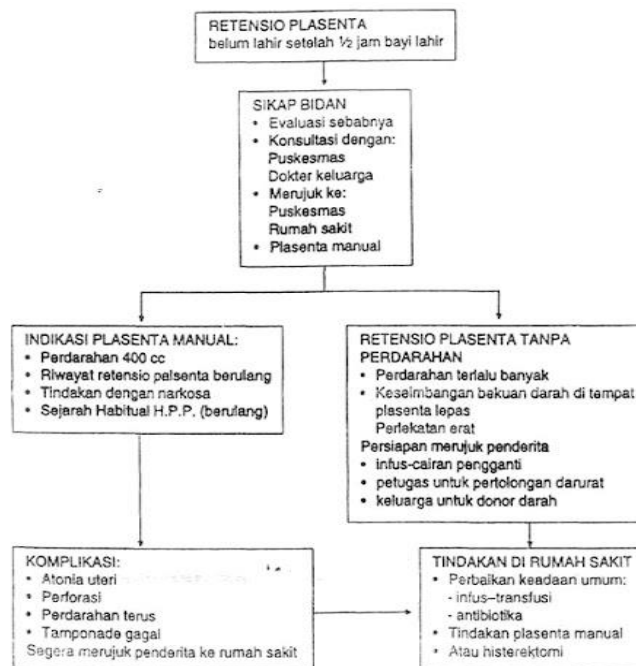 RETENSIO PLASENTA
belum lahir setelah ½ jam bayi lahir
SIKAP BIDAN
• Evaluasi sebabnya
• Konsultasi dengan:
Puskesmas
Dokter keluarga
• Merujuk ke:
Puskesmas
Rumah sakit
• Plasenta manual
INDIKASI PLASENTA MANUAL:
• Perdarahan 400 cc
• Riwayat retensio palsenta berulang
• Tindakan dengan narkosa
• Sejarah Habitual H.P.P. (berulang)
RETENSIO PLASENTA TANPA
PERDARAHAN
• Perdarahan terlalu banyak
• Keseimbangan bekuan darah di tempat
plasenta lepas
Perlekatan erat
Persiapan merujuk penderita
• infus-cairan pengganti
• petugas untuk pertolongan darurat
• keluarga untuk donor darah
KOMPLIKASI:
• Atonia uteri
• Perforasi
• Perdarahan terus
• Tamponade gagal
Segera merujuk penderita ke rumah sakit
TINDAKAN DI RUMAH SAKIT
• Perbaikan keadaan umum:
- infus–transfusi
- antibiotika
• Tindakan plasenta manual
• Atau histerektomi